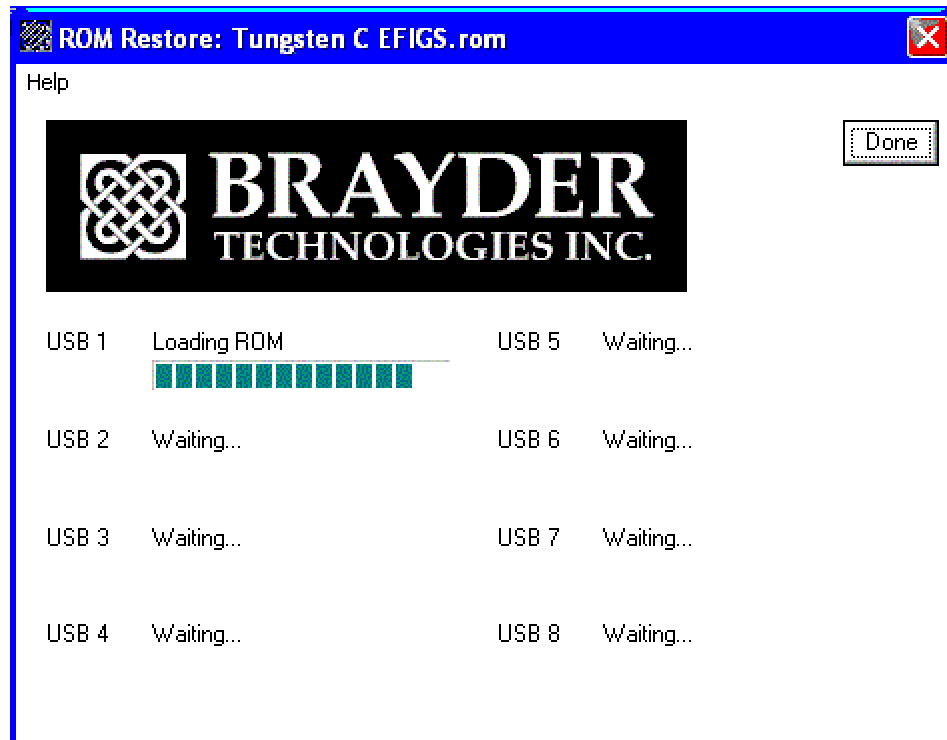 ROM Restore: Tungsten C EFIGS.rom
Help
BRAYDER
TECHNOLOGIES INC.
Done
USB 1 Loading ROM USB 5 Waiting...
USB 2 Waiting... USB 6 Waiting...
USB 3 Waiting... USB 7 Waiting...
USB 4 Waiting... USB 8 Waiting...